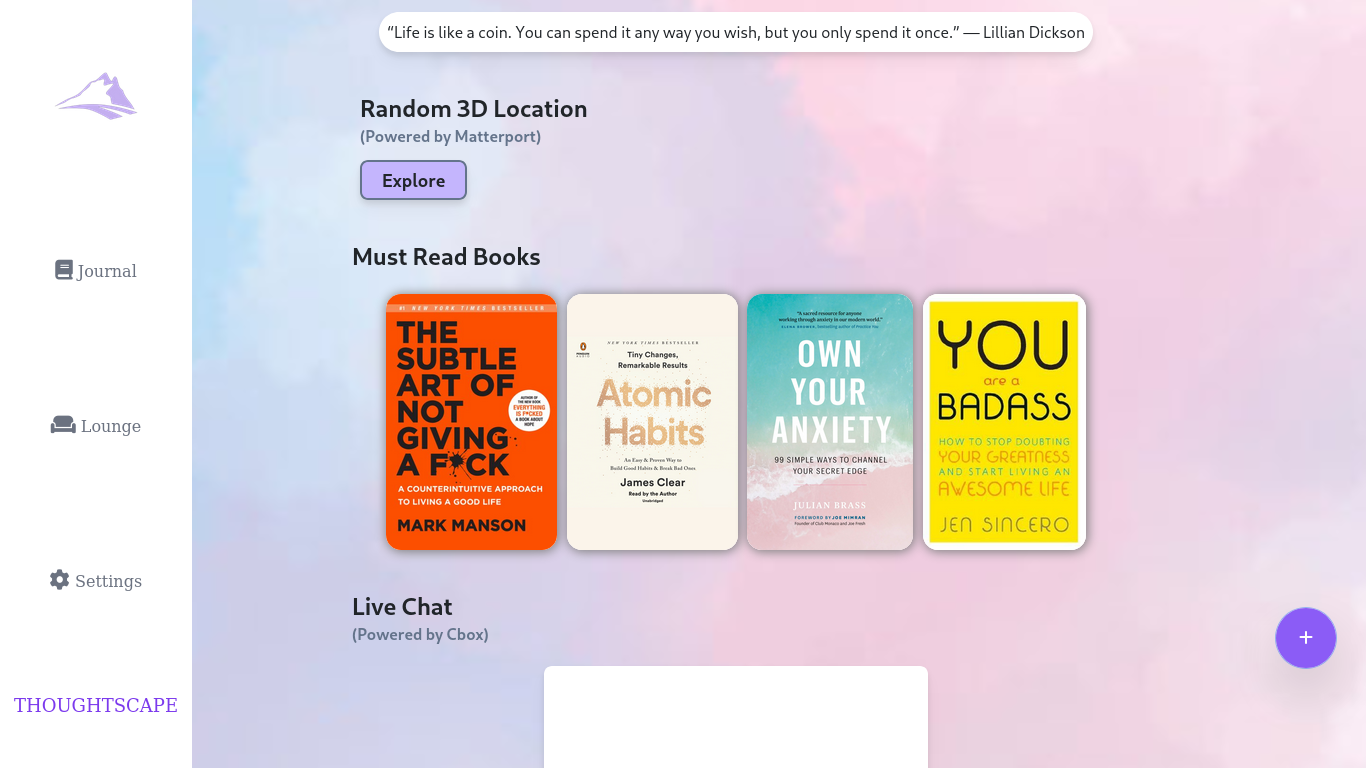 “Life is like a coin. You can spend it any way you wish, but you only spend it once.” — Lillian Dickson
Random 3D Location
(Powered by Matterport)
Explore
Journal
Lounge
Settings
THOUGHTSCAPE
Must Read Books
#1 NEW YORK TIMES BESTSELLER
THE
SUBTLE
ART OF
NOT
GIVING
A F*CK
AUTHOR OF
THE NEW BOOK
EVERYTHING
IS F*CKED
A BOOK ABOUT
HOPE
A COUNTERINTUITIVE APPROACH
TO LIVING A GOOD LIFE
MARK MANSON
NEW YORK TIMES BESTSELLER
Tiny Changes,
Remarkable Results
Atomic
Habits
An Easy & Proven Way to
Build Good Habits & Break Bad Ones
James Clear
Read by the Author
Unabridged
"A sacred resource for anyone
working through anxiety in our modern world."
ELENA BROWER, bestselling author of Practice You
OWN
YOUR
ANXIETY
99 SIMPLE WAYS TO CHANNEL
YOUR SECRET EDGE
JULIAN BRASS
FOREWORD BY JOE MIMRAN
Founder of Club Monaco and Joe Fresh
YOU
are a
BADASS
HOW TO STOP DOUBTING
YOUR GREATNESS
AND START LIVING AN
AWESOME LIFE
JEN SINCERO
Live Chat
(Powered by Cbox)
+